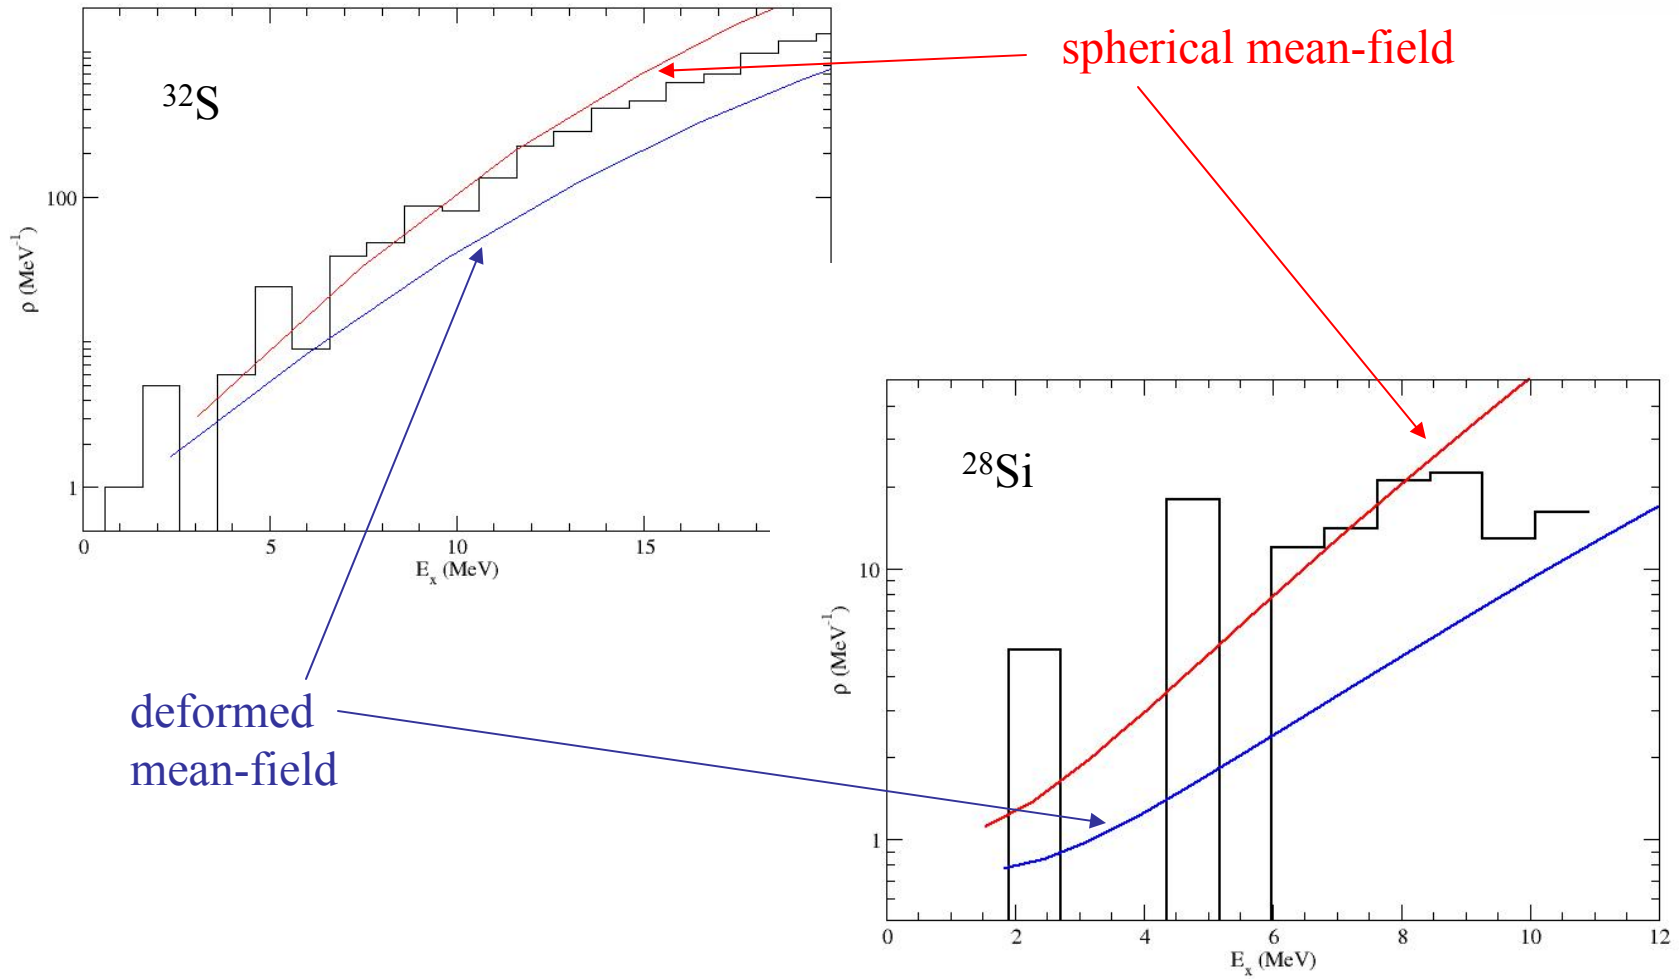 spherical mean-field
³²S
100
1
ρ (MeV⁻¹)
0 5 10 15
Eₓ (MeV)
²⁸Si
10
1
ρ (MeV⁻¹)
0 2 4 6 8 10 12
Eₓ (MeV)
deformed
mean-field